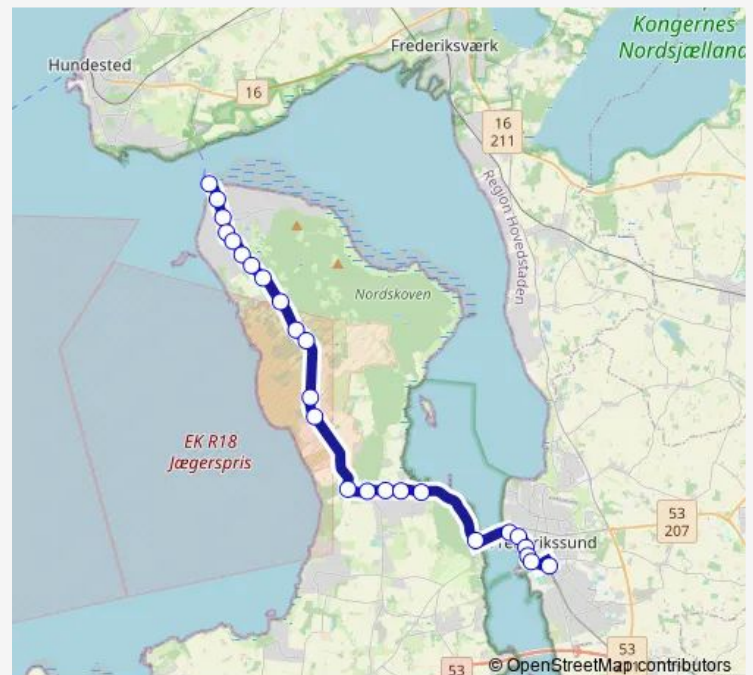 Kongernes
Nordsjælland
Frederiksværk
Hundested
16
16
211
Region Hovedstaden
Nordskoven
EK R18
Jægerspris
53
207
rikssund
53
53
© OpenStreetMap contributors